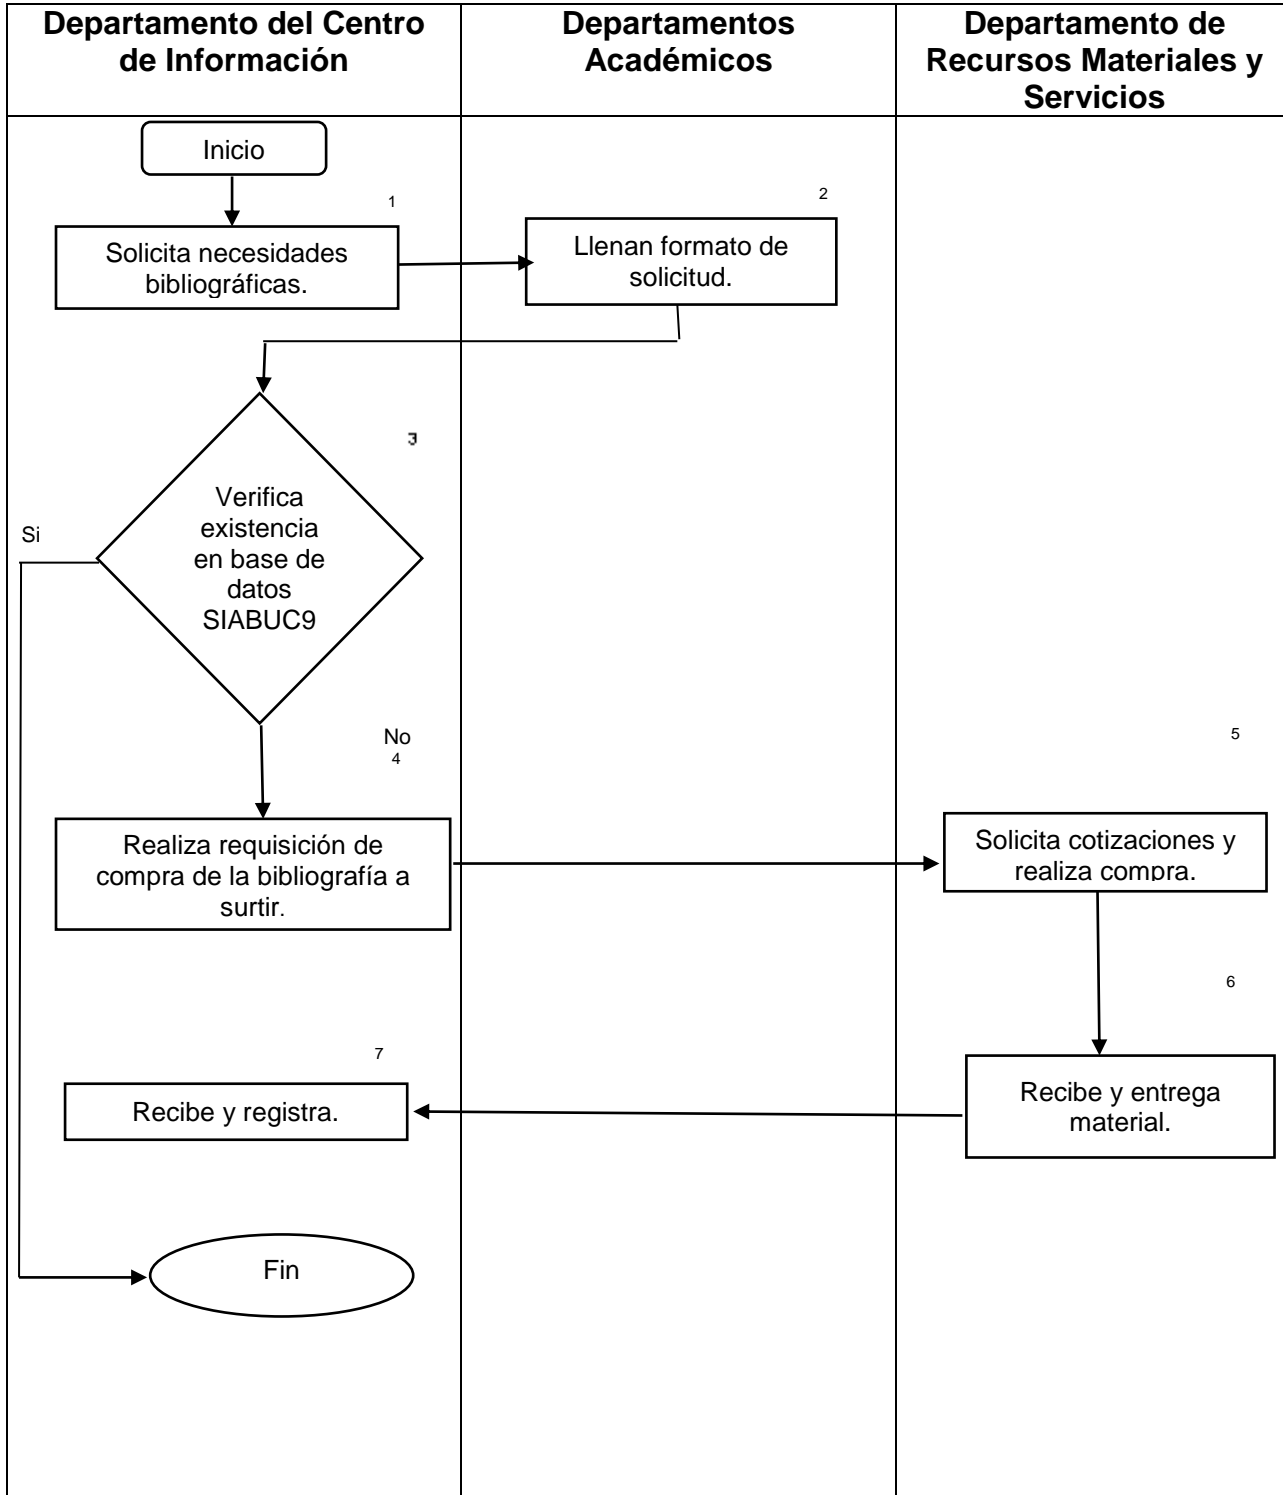 Departamento del Centro
de Información
Departamentos
Académicos
Departamento de
Recursos Materiales y
Servicios
Inicio
1
2
Solicita necesidades
bibliográficas.
Llenan formato de
solicitud.
3
Verifica
existencia
en base de
datos
SIABUC9
Si
No
4
5
Realiza requisición de
compra de la bibliografía a
surtir.
Solicita cotizaciones y
realiza compra.
6
7
Recibe y entrega
material.
Recibe y registra.
Fin